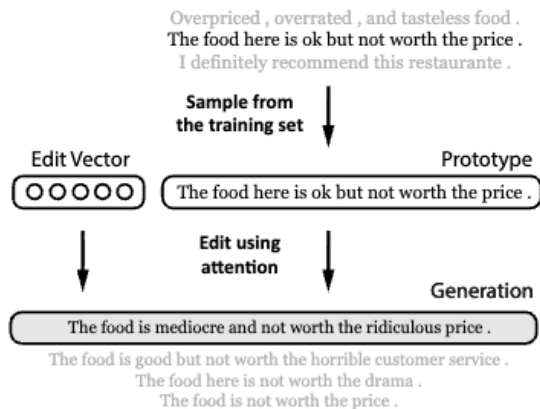 Overpriced , overrated , and tasteless food .
The food here is ok but not worth the price .
I definitely recommend this restaurante .
Sample from
the training set
Edit Vector
Prototype
The food here is ok but not worth the price .
Edit using
attention
Generation
The food is mediocre and not worth the ridiculous price .
The food is good but not worth the horrible customer service .
The food here is not worth the drama .
The food is not worth the price .